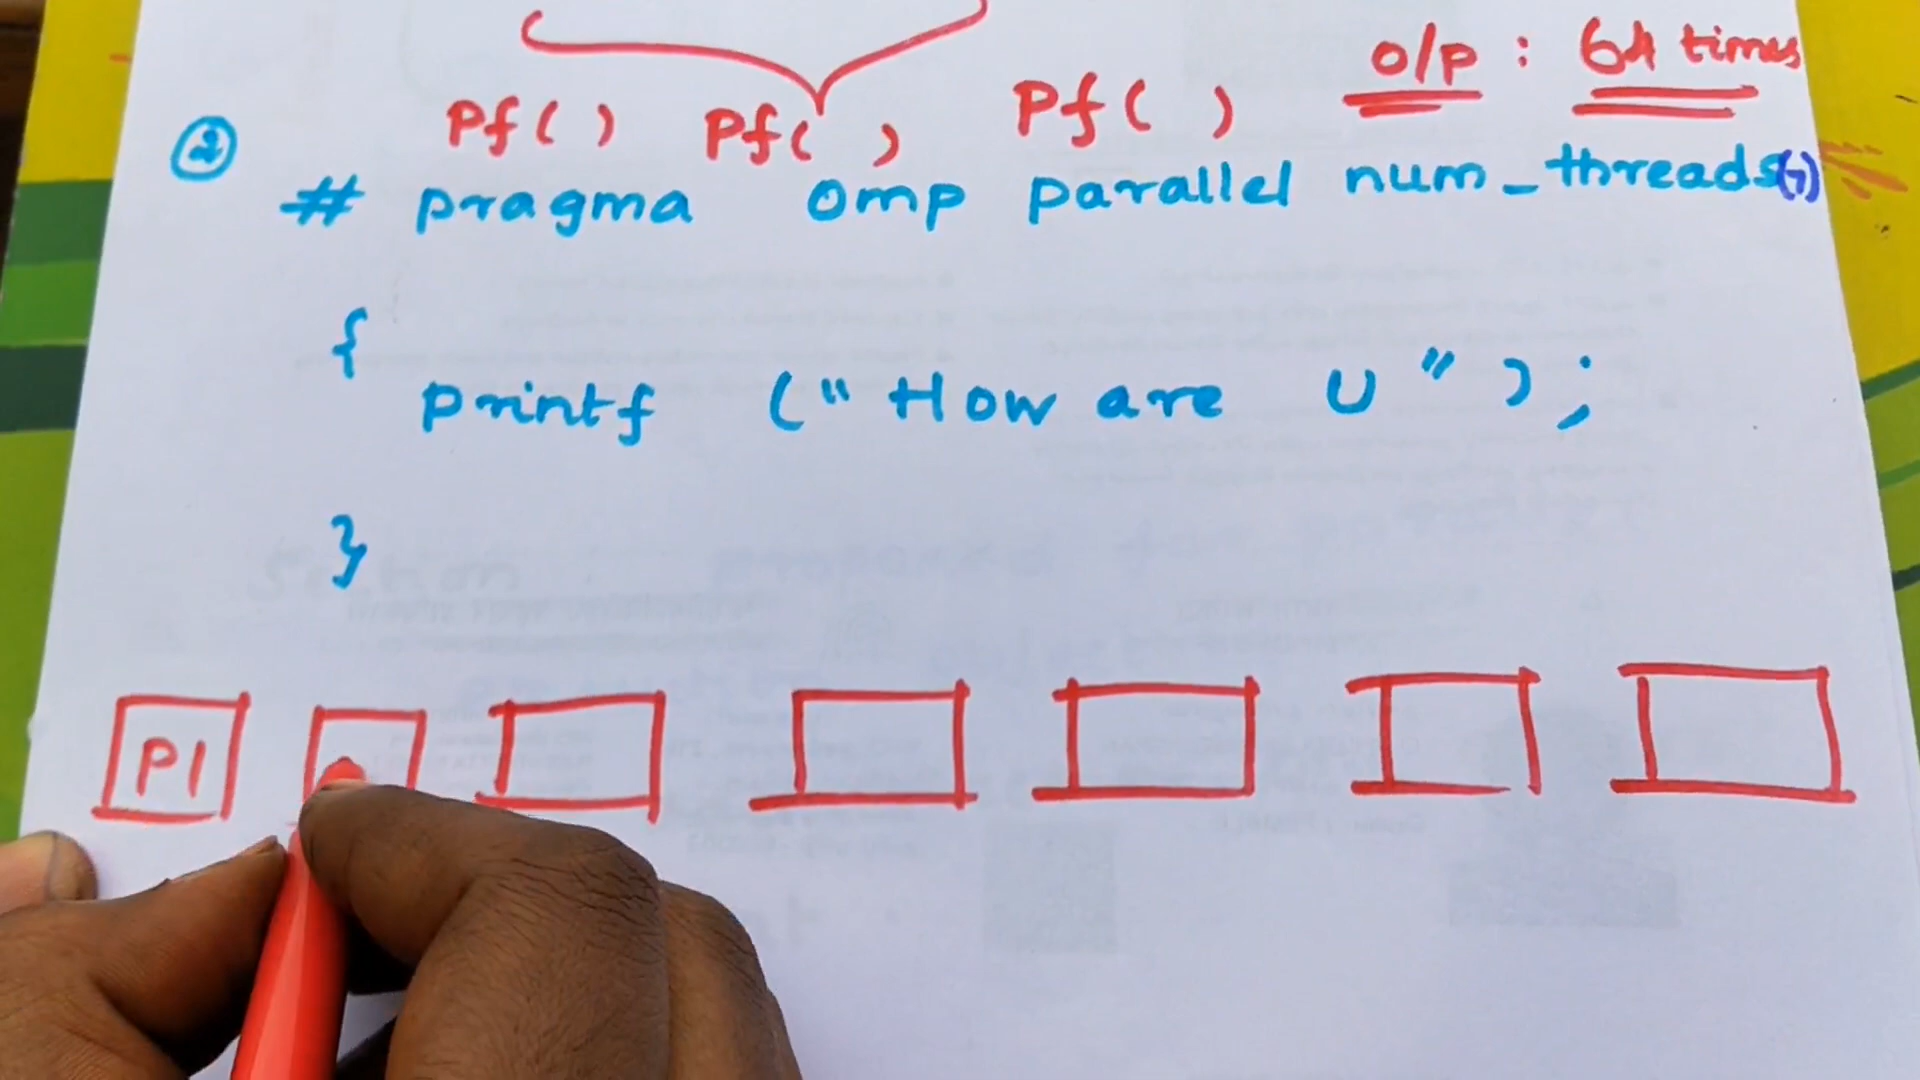 o/p : 64 times
Pf ( ) Pf ( ) Pf ( )
②
# pragma omp parallel num_threads(7)
{
printf ("How are U");
}
P1